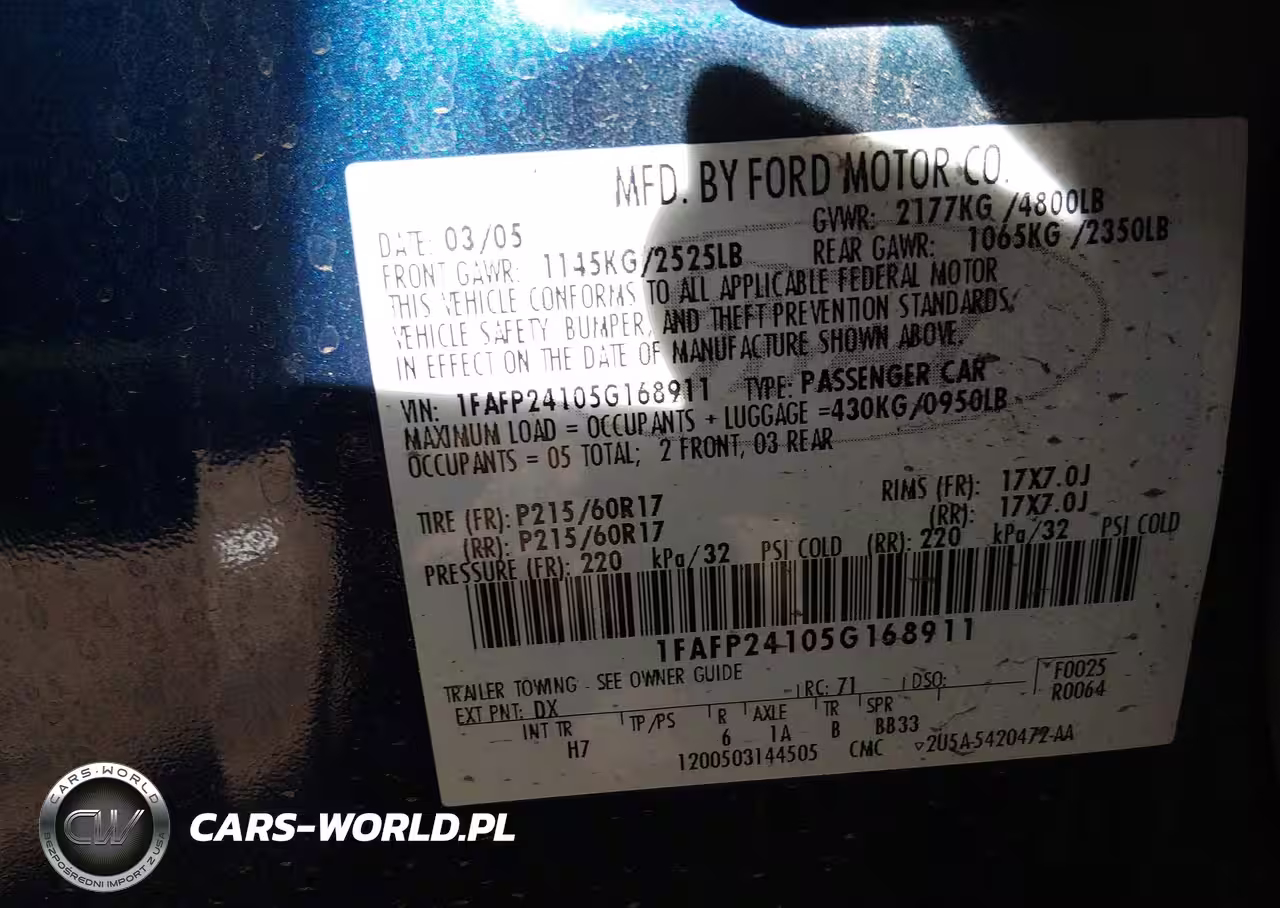 MFD. BY FORD MOTOR CO.
DATE: 03/05 GVWR: 2177KG /4800LB
FRONT GAWR: 1145KG/2525LB REAR GAWR: 1065KG /2350LB
THIS VEHICLE CONFORMS TO ALL APPLICABLE FEDERAL MOTOR
VEHICLE SAFETY, BUMPER, AND THEFT PREVENTION STANDARDS,
IN EFFECT ON THE DATE OF MANUFACTURE SHOWN ABOVE.
VIN: 1FAFP24105G168911 TYPE: PASSENGER CAR
MAXIMUM LOAD = OCCUPANTS + LUGGAGE =430KG/0950LB
OCCUPANTS = 05 TOTAL; 2 FRONT, 03 REAR
TIRE (FR): P215/60R17 RIMS (FR): 17X7.0J
(RR): P215/60R17 (RR): 17X7.0J
PRESSURE (FR): 220 kPa/32 PSI COLD (RR): 220 kPa/32 PSI COLD
1FAFP24105G168911
TRAILER TOWING - SEE OWNER GUIDE
EXT PNT: DX RC: 71 DSO: F0025
R0064
INT TR TP/PS R AXLE TR SPR
H7 6 1A B BB33
1200503144505 CMC ▿2U5A-5420472-AA
CARS-WORLD
CW
BEZPOŚREDNI IMPORT Z USA
CARS-WORLD.PL